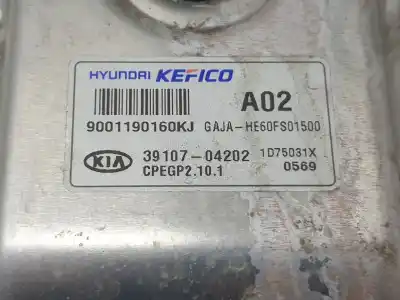 HYUNDAI KEFICO
A02
9001190160KJ GAJA-HE60FS01500
KIA 39107-04202 1D75031X
CPEGP2.10.1 0569